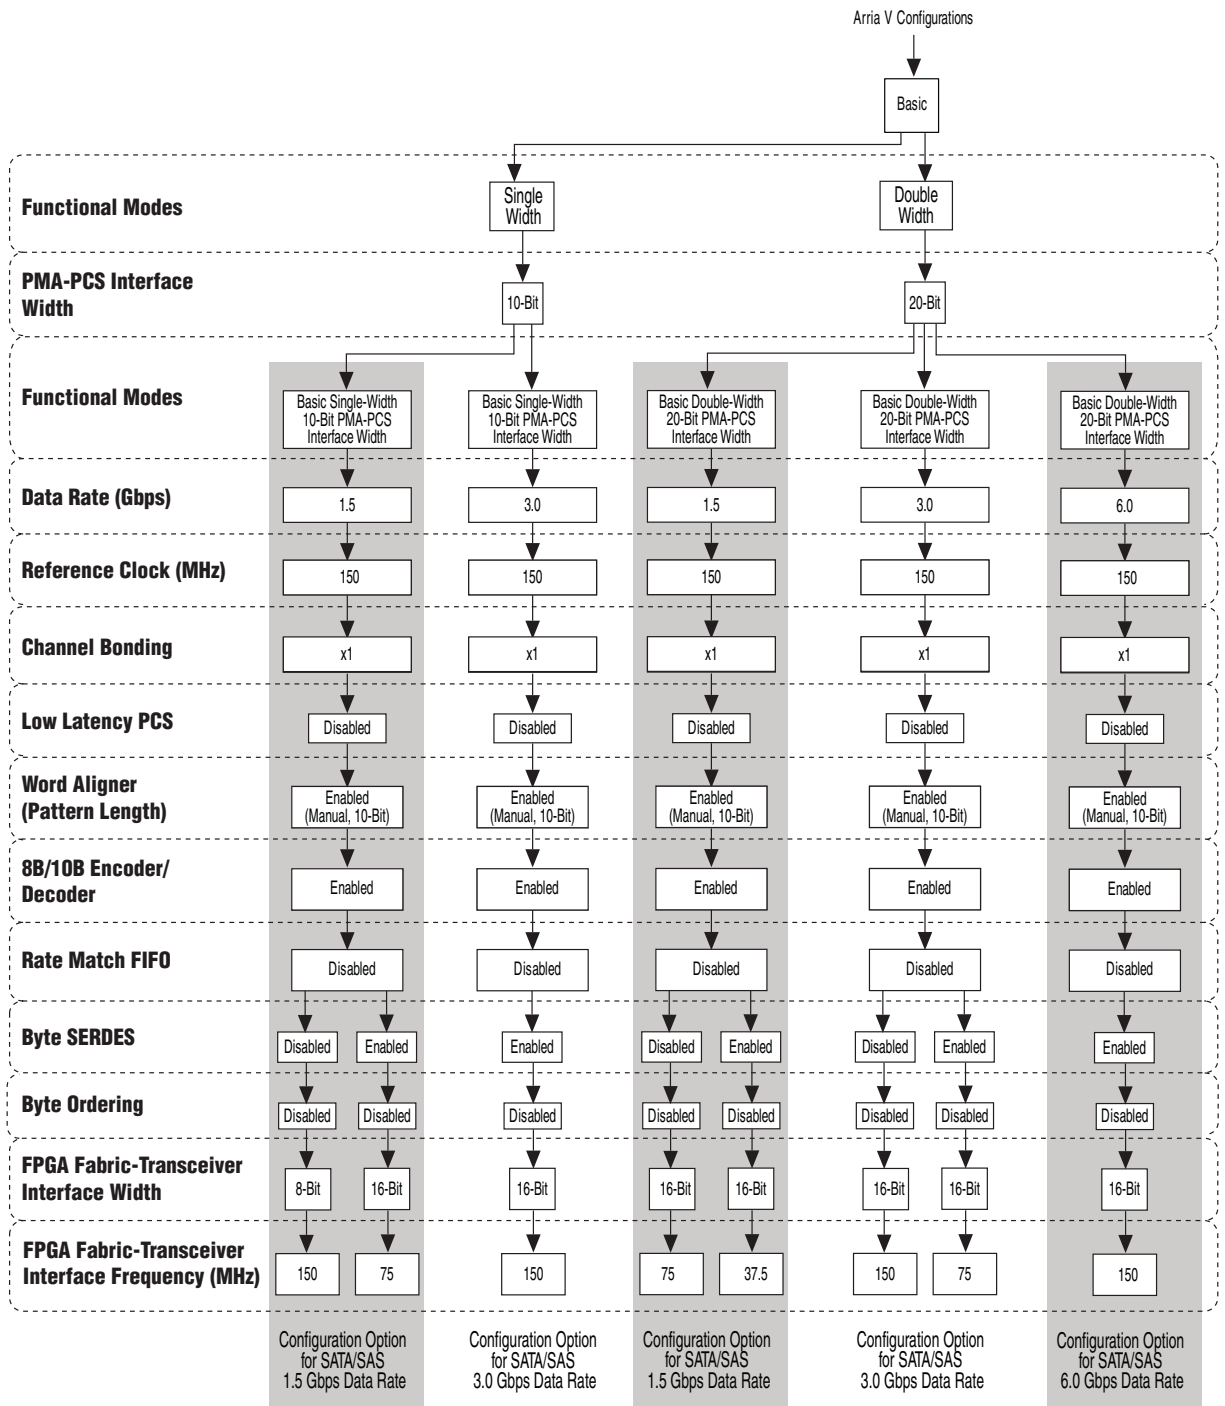 Arria V Configurations
Basic
Functional Modes
Single
Width
Double
Width
PMA-PCS Interface
Width
10-Bit
20-Bit
Functional Modes
Basic Single-Width
10-Bit PMA-PCS
Interface Width
Basic Single-Width
10-Bit PMA-PCS
Interface Width
Basic Double-Width
20-Bit PMA-PCS
Interface Width
Basic Double-Width
20-Bit PMA-PCS
Interface Width
Basic Double-Width
20-Bit PMA-PCS
Interface Width
Data Rate (Gbps)
1.5
3.0
1.5
3.0
6.0
Reference Clock (MHz)
150
150
150
150
150
Channel Bonding
x1
x1
x1
x1
x1
Low Latency PCS
Disabled
Disabled
Disabled
Disabled
Disabled
Word Aligner
(Pattern Length)
Enabled
(Manual, 10-Bit)
Enabled
(Manual, 10-Bit)
Enabled
(Manual, 10-Bit)
Enabled
(Manual, 10-Bit)
Enabled
(Manual, 10-Bit)
8B/10B Encoder/
Decoder
Enabled
Enabled
Enabled
Enabled
Enabled
Rate Match FIFO
Disabled
Disabled
Disabled
Disabled
Disabled
Byte SERDES
Disabled
Enabled
Enabled
Disabled
Enabled
Disabled
Enabled
Enabled
Byte Ordering
Disabled
Disabled
Disabled
Disabled
Disabled
Disabled
Disabled
Disabled
FPGA Fabric-Transceiver
Interface Width
8-Bit
16-Bit
16-Bit
16-Bit
16-Bit
16-Bit
16-Bit
16-Bit
FPGA Fabric-Transceiver
Interface Frequency (MHz)
150
75
150
75
37.5
150
75
150
Configuration Option
for SATA/SAS
1.5 Gbps Data Rate
Configuration Option
for SATA/SAS
3.0 Gbps Data Rate
Configuration Option
for SATA/SAS
1.5 Gbps Data Rate
Configuration Option
for SATA/SAS
3.0 Gbps Data Rate
Configuration Option
for SATA/SAS
6.0 Gbps Data Rate